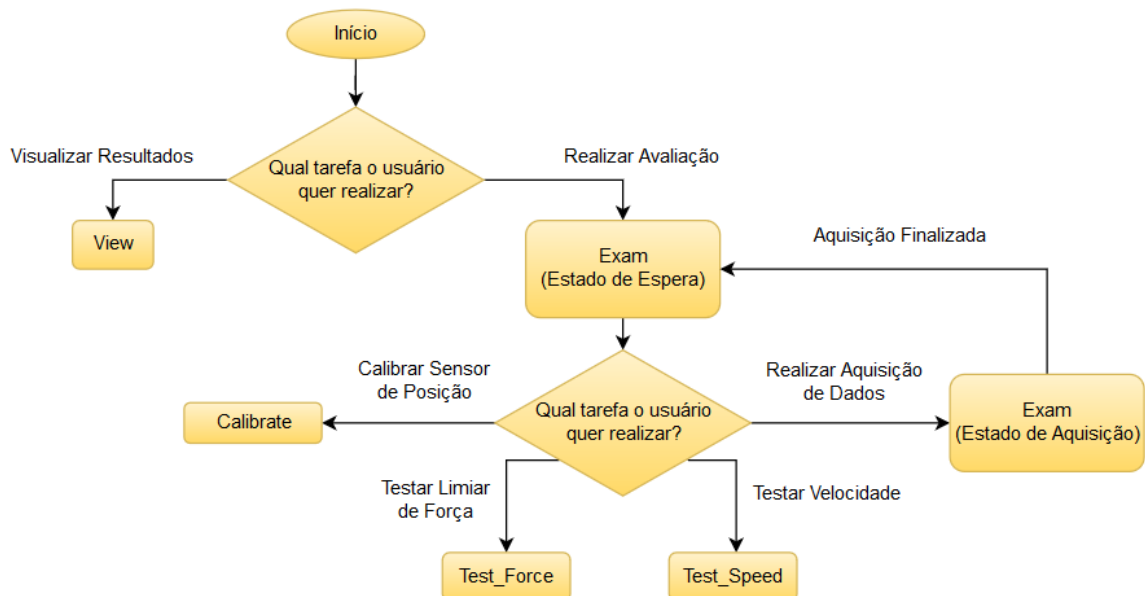 Início
Qual tarefa o usuário
quer realizar?
Visualizar Resultados
Realizar Avaliação
View
Exam
(Estado de Espera)
Aquisição Finalizada
Calibrar Sensor
de Posição
Qual tarefa o usuário
quer realizar?
Realizar Aquisição
de Dados
Calibrate
Exam
(Estado de Aquisição)
Testar Limiar
de Força
Testar Velocidade
Test_Force
Test_Speed